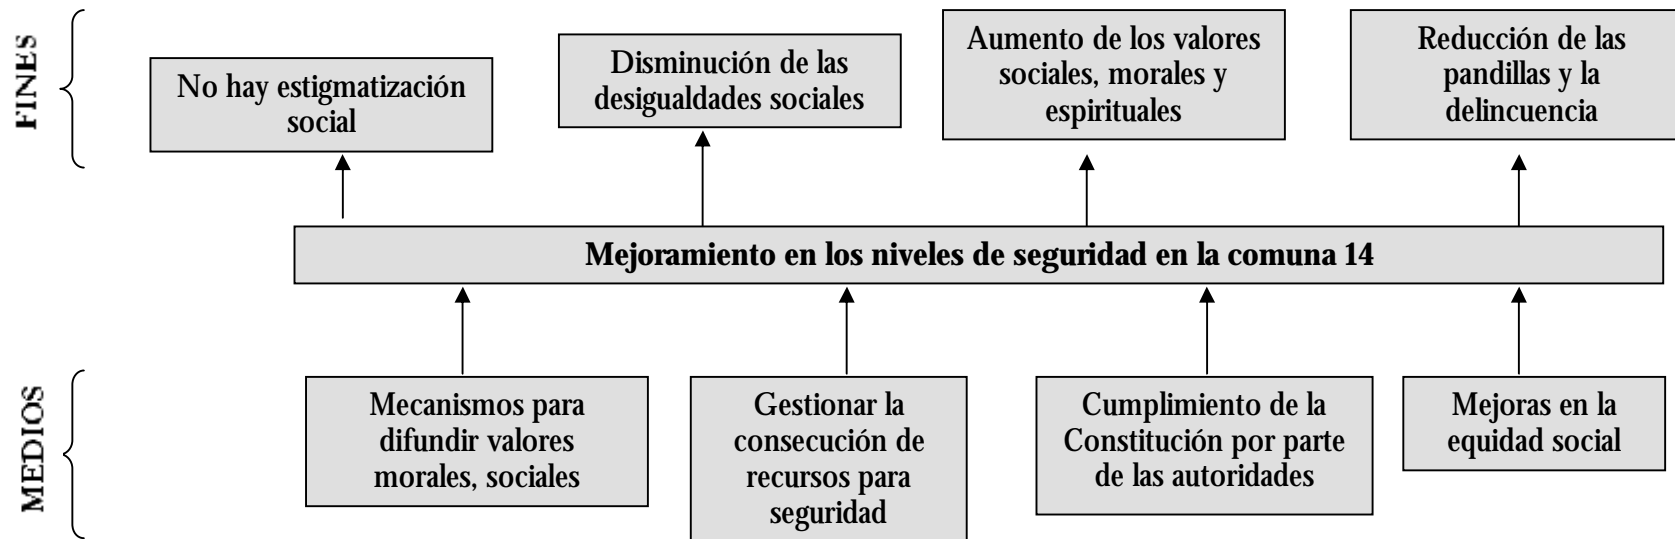 FINES
No hay estigmatización
social
Disminución de las
desigualdades sociales
Aumento de los valores
sociales, morales y
espirituales
Reducción de las
pandillas y la
delincuencia
Mejoramiento en los niveles de seguridad en la comuna 14
MEDIOS
Mecanismos para
difundir valores
morales, sociales
Gestionar la
consecución de
recursos para
seguridad
Cumplimiento de la
Constitución por parte
de las autoridades
Mejoras en la
equidad social